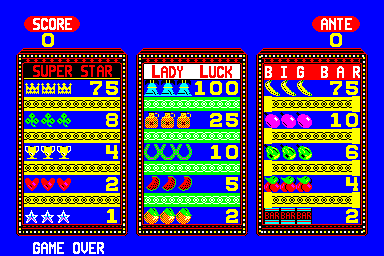 SCORE ANTE
0 0
SUPER STAR LADY LUCK BIG BAR
75 100 75
8 25 10
4 10 6
2 5 4
1 BAR BAR BAR 2
2
GAME OVER